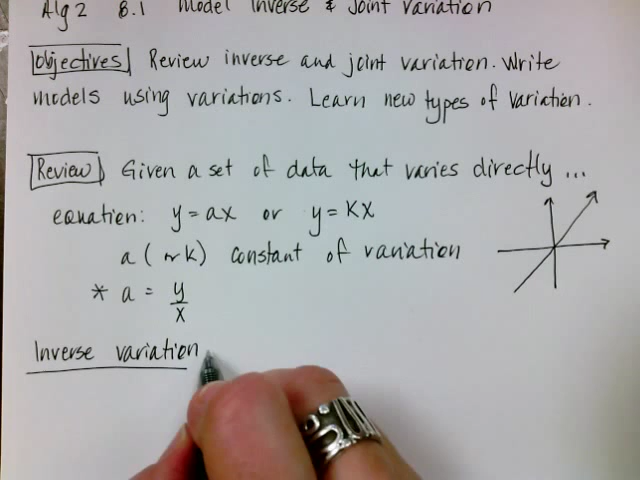 Alg 2 8.1 Model Inverse & Joint Variation
Objectives Review inverse and joint variation. Write
models using variations. Learn new types of variation.
Review Given a set of data that varies directly ...
equation: y = ax or y = kx
a (or k) constant of variation
* a = y/x
Inverse variation